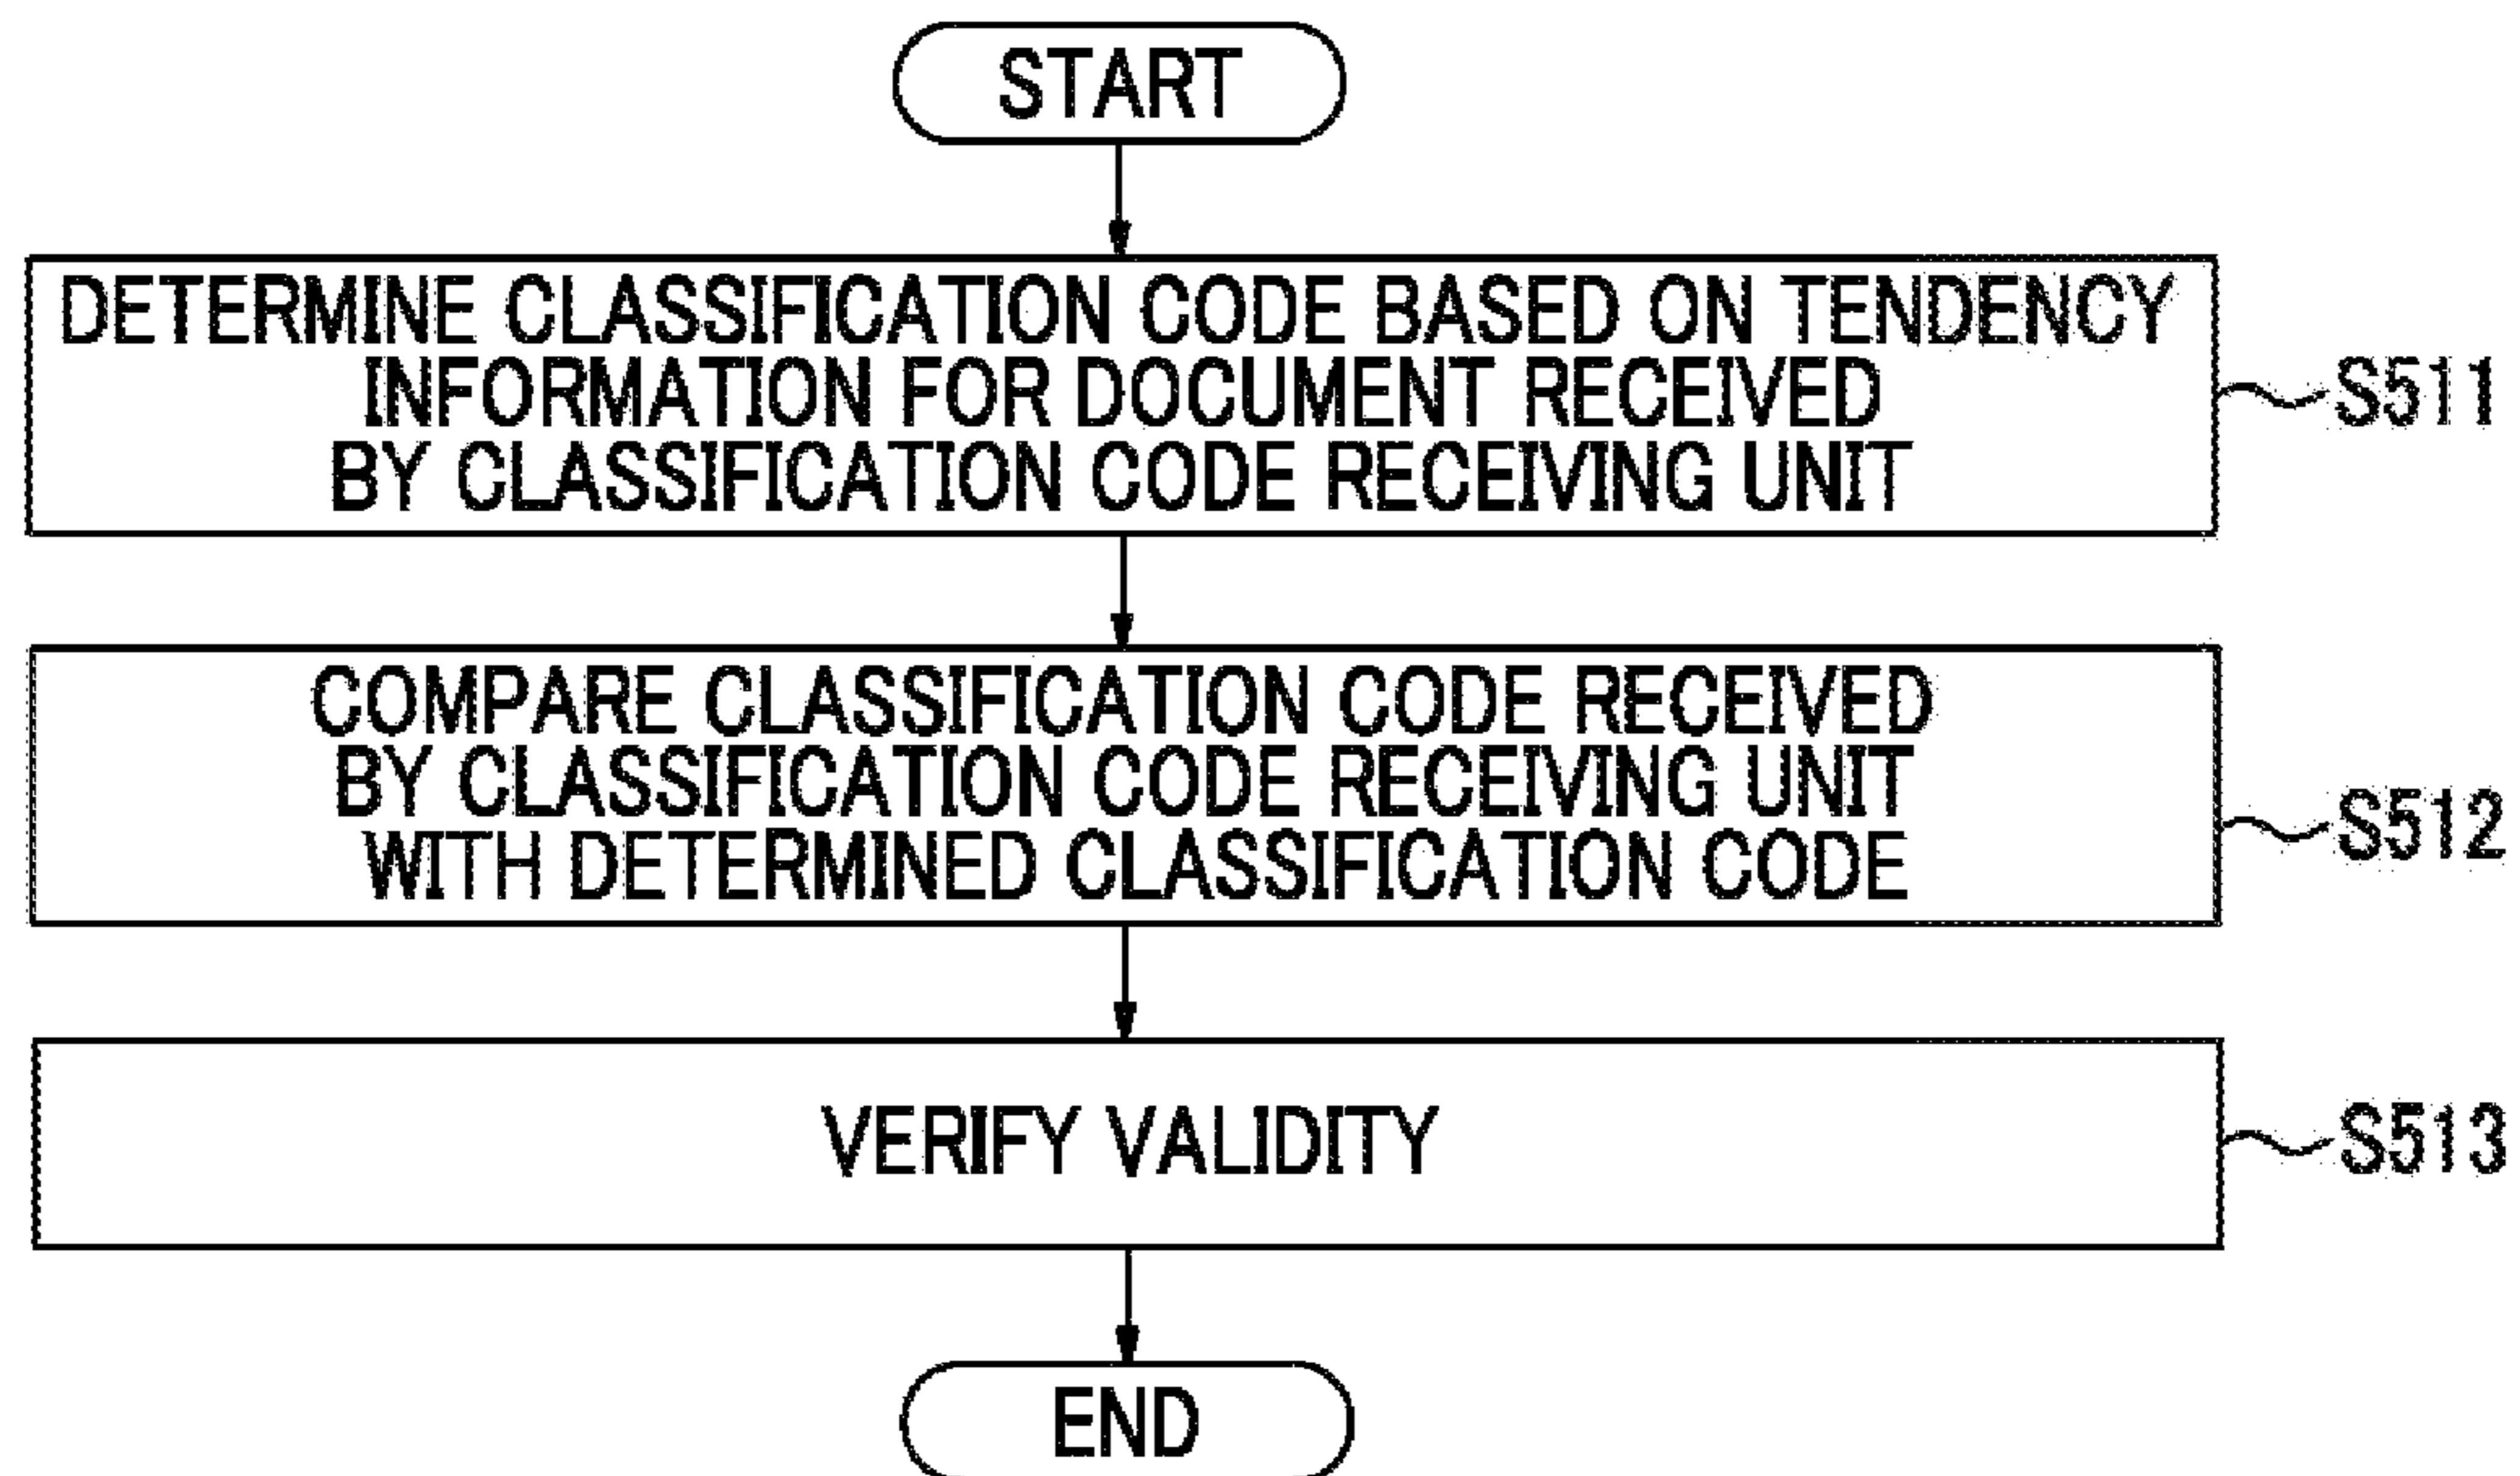 START
DETERMINE CLASSIFICATION CODE BASED ON TENDENCY
INFORMATION FOR DOCUMENT RECEIVED
BY CLASSIFICATION CODE RECEIVING UNIT
S511
COMPARE CLASSIFICATION CODE RECEIVED
BY CLASSIFICATION CODE RECEIVING UNIT
WITH DETERMINED CLASSIFICATION CODE
S512
VERIFY VALIDITY
S513
END